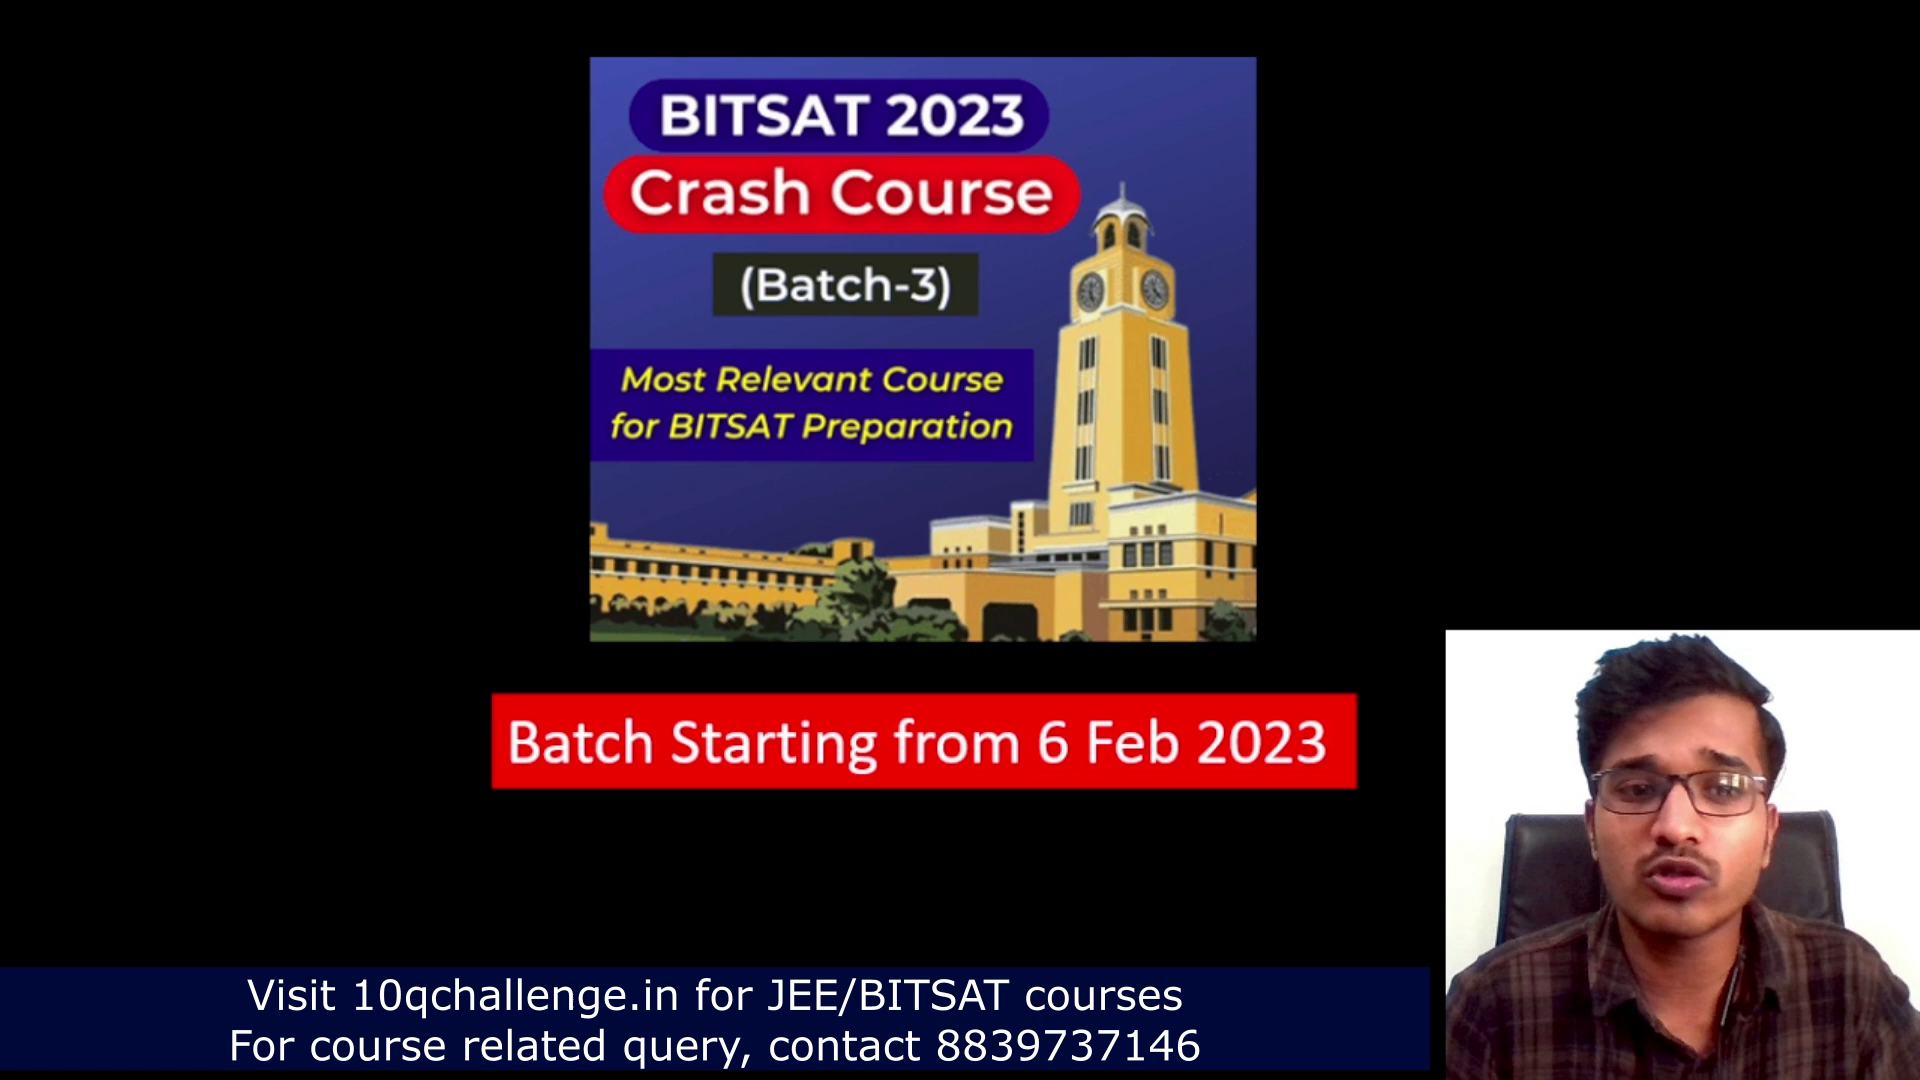 BITSAT 2023
Crash Course
(Batch-3)
Most Relevant Course
for BITSAT Preparation
Batch Starting from 6 Feb 2023
Visit 10qchallenge.in for JEE/BITSAT courses
For course related query, contact 8839737146